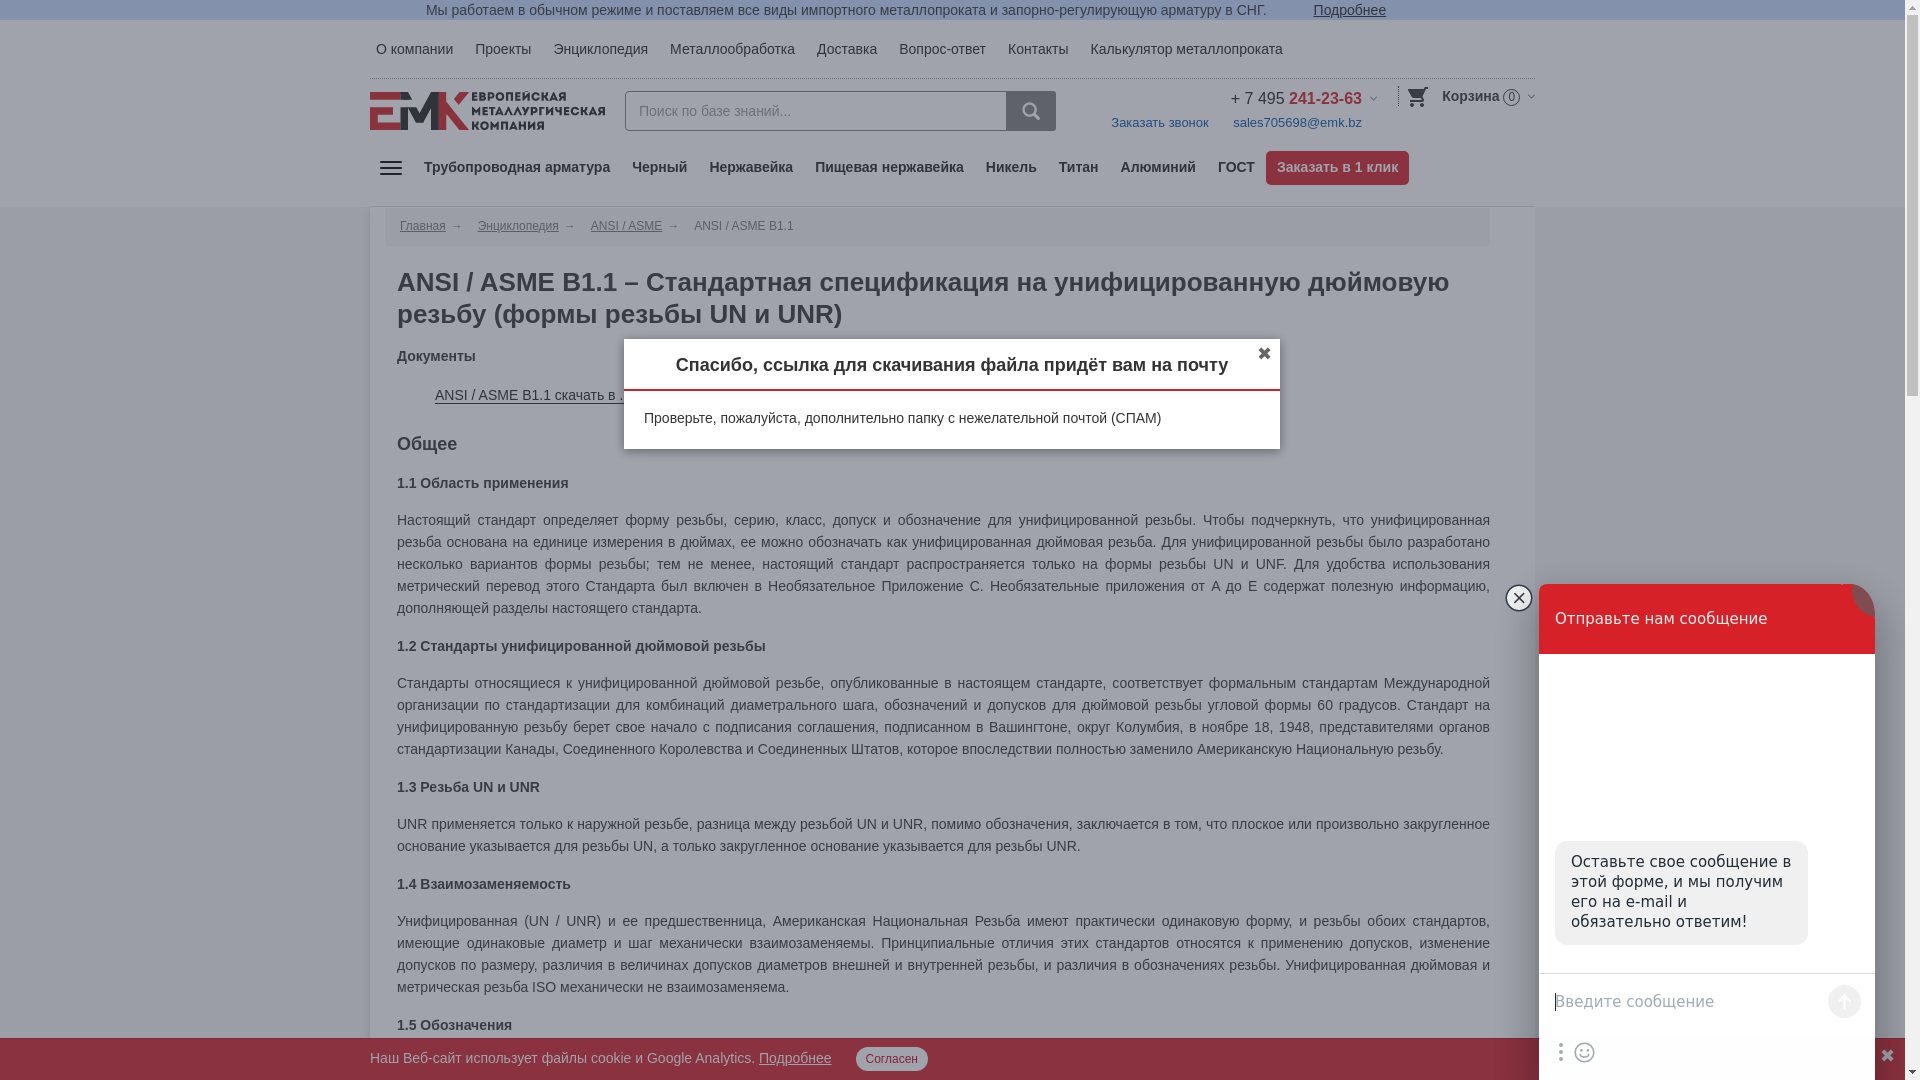 Мы работаем в обычном режиме и поставляем все виды импортного металлопроката и запорно-регулирующую арматуру в СНГ. Подробнее
О компании Проекты Энциклопедия Металлообработка Доставка Вопрос-ответ Контакты Калькулятор металлопроката
ЕМК ЕВРОПЕЙСКАЯ
МЕТАЛЛУРГИЧЕСКАЯ
КОМПАНИЯ
Поиск по базе знаний...
+ 7 495 241-23-63
Корзина 0
Заказать звонок sales705698@emk.bz
Трубопроводная арматура Черный Нержавейка Пищевая нержавейка Никель Титан Алюминий ГОСТ Заказать в 1 клик
Главная → Энциклопедия → ANSI / ASME → ANSI / ASME B1.1
ANSI / ASME B1.1 – Стандартная спецификация на унифицированную дюймовую
резьбу (формы резьбы UN и UNR)
Документы
ANSI / ASME B1.1 скачать в .
Спасибо, ссылка для скачивания файла придёт вам на почту
✖
Проверьте, пожалуйста, дополнительно папку с нежелательной почтой (СПАМ)
Общее
1.1 Область применения
Настоящий стандарт определяет форму резьбы, серию, класс, допуск и обозначение для унифицированной резьбы. Чтобы подчеркнуть, что унифицированная
резьба основана на единице измерения в дюймах, ее можно обозначать как унифицированная дюймовая резьба. Для унифицированной резьбы было разработано
несколько вариантов формы резьбы; тем не менее, настоящий стандарт распространяется только на формы резьбы UN и UNF. Для удобства использования
метрический перевод этого Стандарта был включен в Необязательное Приложение С. Необязательные приложения от А до Е содержат полезную информацию,
дополняющей разделы настоящего стандарта.
1.2 Стандарты унифицированной дюймовой резьбы
Стандарты относящиеся к унифицированной дюймовой резьбе, опубликованные в настоящем стандарте, соответствует формальным стандартам Международной
организации по стандартизации для комбинаций диаметрального шага, обозначений и допусков для дюймовой резьбы угловой формы 60 градусов. Стандарт на
унифицированную резьбу берет свое начало с подписания соглашения, подписанном в Вашингтоне, округ Колумбия, в ноябре 18, 1948, представителями органов
стандартизации Канады, Соединенного Королевства и Соединенных Штатов, которое впоследствии полностью заменило Американскую Национальную резьбу.
1.3 Резьба UN и UNR
UNR применяется только к наружной резьбе, разница между резьбой UN и UNR, помимо обозначения, заключается в том, что плоское или произвольно закругленное
основание указывается для резьбы UN, а только закругленное основание указывается для резьбы UNR.
1.4 Взаимозаменяемость
Унифицированная (UN / UNR) и ее предшественница, Американская Национальная Резьба имеют практически одинаковую форму, и резьбы обоих стандартов,
имеющие одинаковые диаметр и шаг механически взаимозаменяемы. Принципиальные отличия этих стандартов относятся к применению допусков, изменение
допусков по размеру, различия в величинах допусков диаметров внешней и внутренней резьбы, и различия в обозначениях резьбы. Унифицированная дюймовая и
метрическая резьба ISO механически не взаимозаменяема.
1.5 Обозначения
Отправьте нам сообщение
Оставьте свое сообщение в
этой форме, и мы получим
его на e-mail и
обязательно ответим!
Введите сообщение
Наш Веб-сайт использует файлы cookie и Google Analytics. Подробнее Согласен ✖